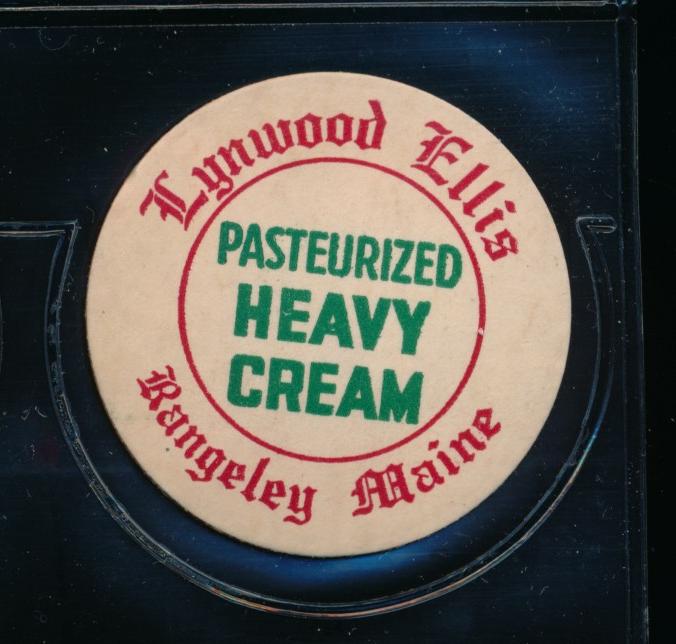 Lynwood Ellis
PASTEURIZED
HEAVY
CREAM
Rangeley Maine